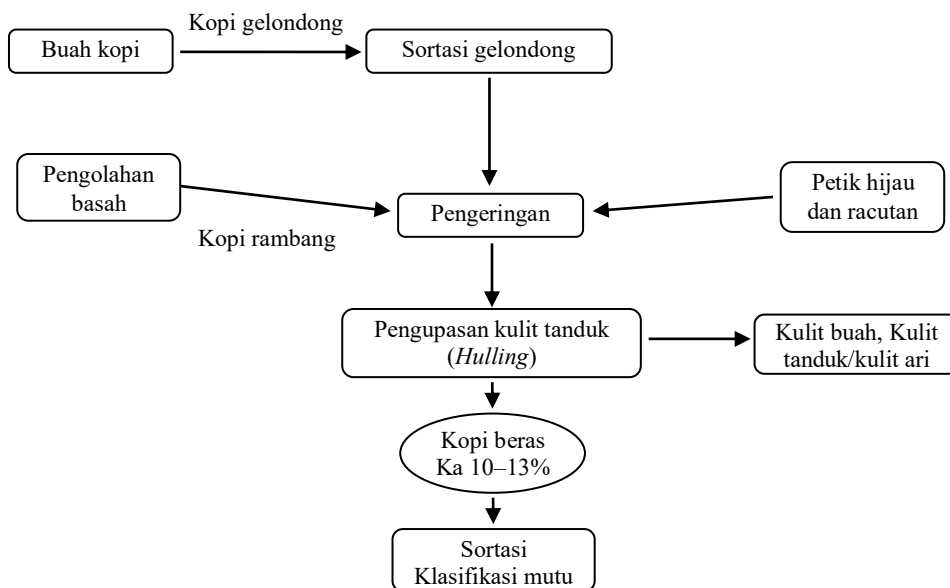 Kopi gelondong
Buah kopi
Sortasi gelondong
Pengolahan
basah
Petik hijau
dan racutan
Pengeringan
Kopi rambang
Pengupasan kulit tanduk
(Hulling)
Kulit buah, Kulit
tanduk/kulit ari
Kopi beras
Ka 10–13%
Sortasi
Klasifikasi mutu